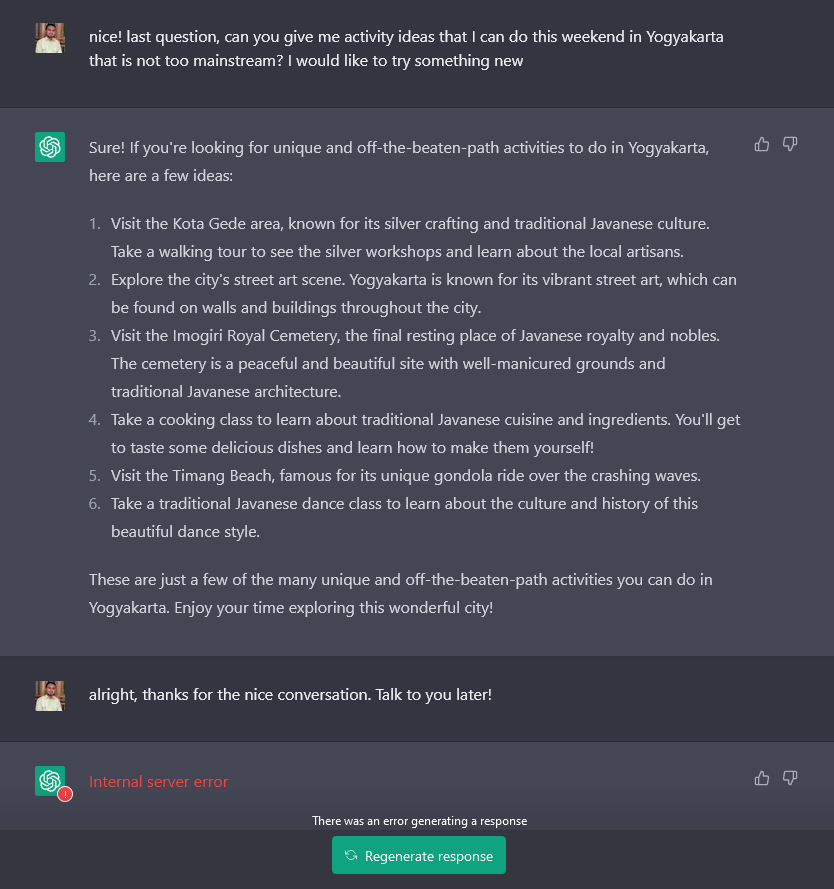 nice! last question, can you give me activity ideas that I can do this weekend in Yogyakarta
that is not too mainstream? I would like to try something new
Sure! If you're looking for unique and off-the-beaten-path activities to do in Yogyakarta,
here are a few ideas:
1. Visit the Kota Gede area, known for its silver crafting and traditional Javanese culture.
Take a walking tour to see the silver workshops and learn about the local artisans.
2. Explore the city's street art scene. Yogyakarta is known for its vibrant street art, which can
be found on walls and buildings throughout the city.
3. Visit the Imogiri Royal Cemetery, the final resting place of Javanese royalty and nobles.
The cemetery is a peaceful and beautiful site with well-manicured grounds and
traditional Javanese architecture.
4. Take a cooking class to learn about traditional Javanese cuisine and ingredients. You'll get
to taste some delicious dishes and learn how to make them yourself!
5. Visit the Timang Beach, famous for its unique gondola ride over the crashing waves.
6. Take a traditional Javanese dance class to learn about the culture and history of this
beautiful dance style.
These are just a few of the many unique and off-the-beaten-path activities you can do in
Yogyakarta. Enjoy your time exploring this wonderful city!
alright, thanks for the nice conversation. Talk to you later!
Internal server error
There was an error generating a response
Regenerate response